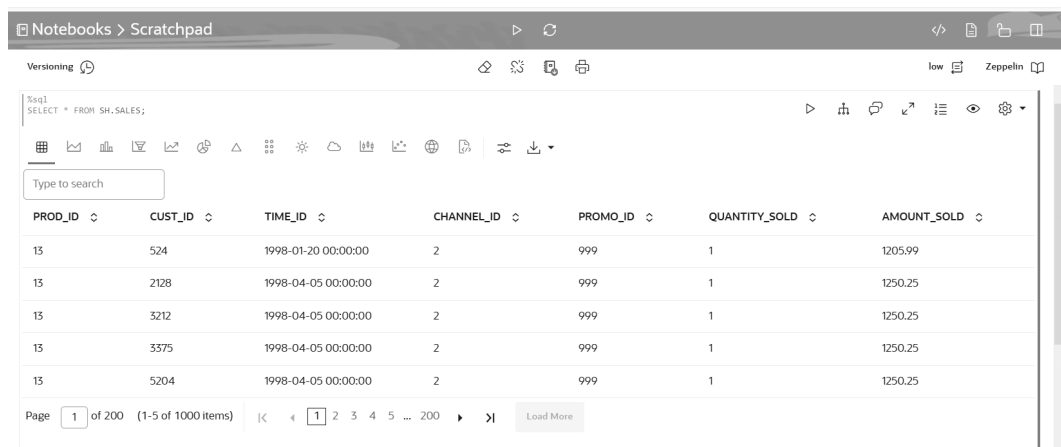 Notebooks > Scratchpad
Versioning
low Zeppelin
%sql
SELECT * FROM SH.SALES;
Type to search
PROD_ID CUST_ID TIME_ID CHANNEL_ID PROMO_ID QUANTITY_SOLD AMOUNT_SOLD
13 524 1998-01-20 00:00:00 2 999 1 1205.99
13 2128 1998-04-05 00:00:00 2 999 1 1250.25
13 3212 1998-04-05 00:00:00 2 999 1 1250.25
13 3375 1998-04-05 00:00:00 2 999 1 1250.25
13 5204 1998-04-05 00:00:00 2 999 1 1250.25
Page 1 of 200 (1-5 of 1000 items) 1 2 3 4 5 ... 200 Load More